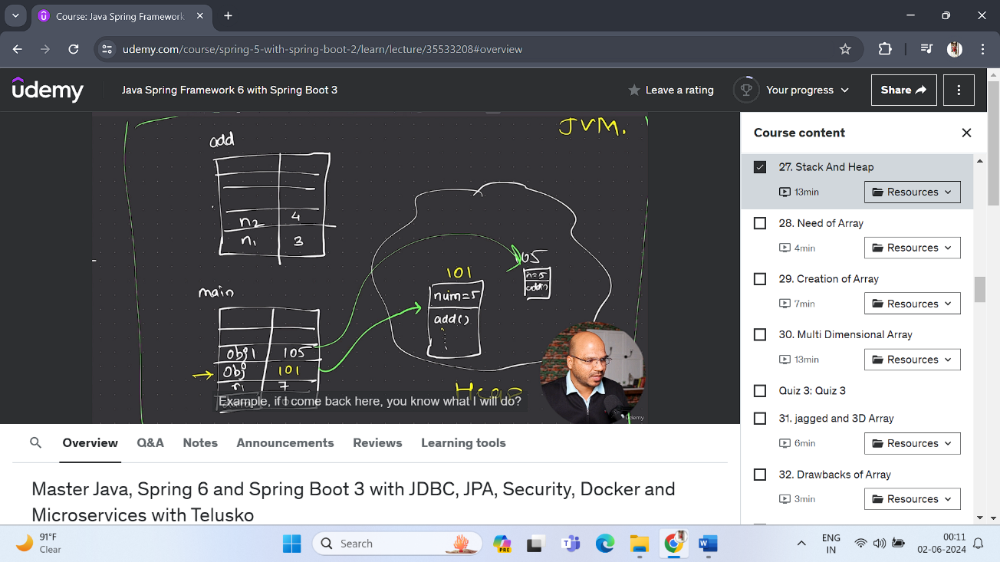 Course: Java Spring Framework
udemy.com/course/spring-5-with-spring-boot-2/learn/lecture/35533208#overview
ûdemy
Java Spring Framework 6 with Spring Boot 3
Leave a rating
Your progress
Share
JVM.
add
n2 4
n1 3
main
obj1 105
obj 101
r1 7
101
num=5
add()
105
n=5
add()
Heap
Example, if I come back here, you know what I will do?
ûdemy
Course content
27. Stack And Heap
13min
Resources
28. Need of Array
4min
Resources
29. Creation of Array
7min
Resources
30. Multi Dimensional Array
13min
Resources
Quiz 3: Quiz 3
31. jagged and 3D Array
6min
Resources
32. Drawbacks of Array
3min
Resources
Overview
Q&A
Notes
Announcements
Reviews
Learning tools
Master Java, Spring 6 and Spring Boot 3 with JDBC, JPA, Security, Docker and
Microservices with Telusko
91°F
Clear
Search
PRE
ENG
IN
00:11
02-06-2024